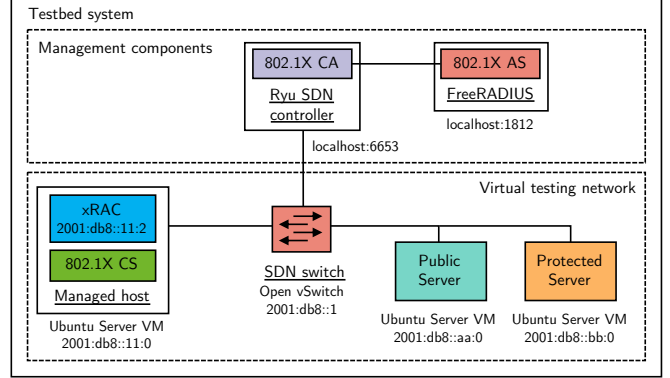 Testbed system
Management components
802.1X CA
802.1X AS
Ryu SDN
controller
FreeRADIUS
localhost:1812
localhost:6653
Virtual testing network
xRAC
2001:db8::11:2
802.1X CS
Managed host
Ubuntu Server VM
2001:db8::11:0
SDN switch
Open vSwitch
2001:db8::1
Public
Server
Ubuntu Server VM
2001:db8::aa:0
Protected
Server
Ubuntu Server VM
2001:db8::bb:0